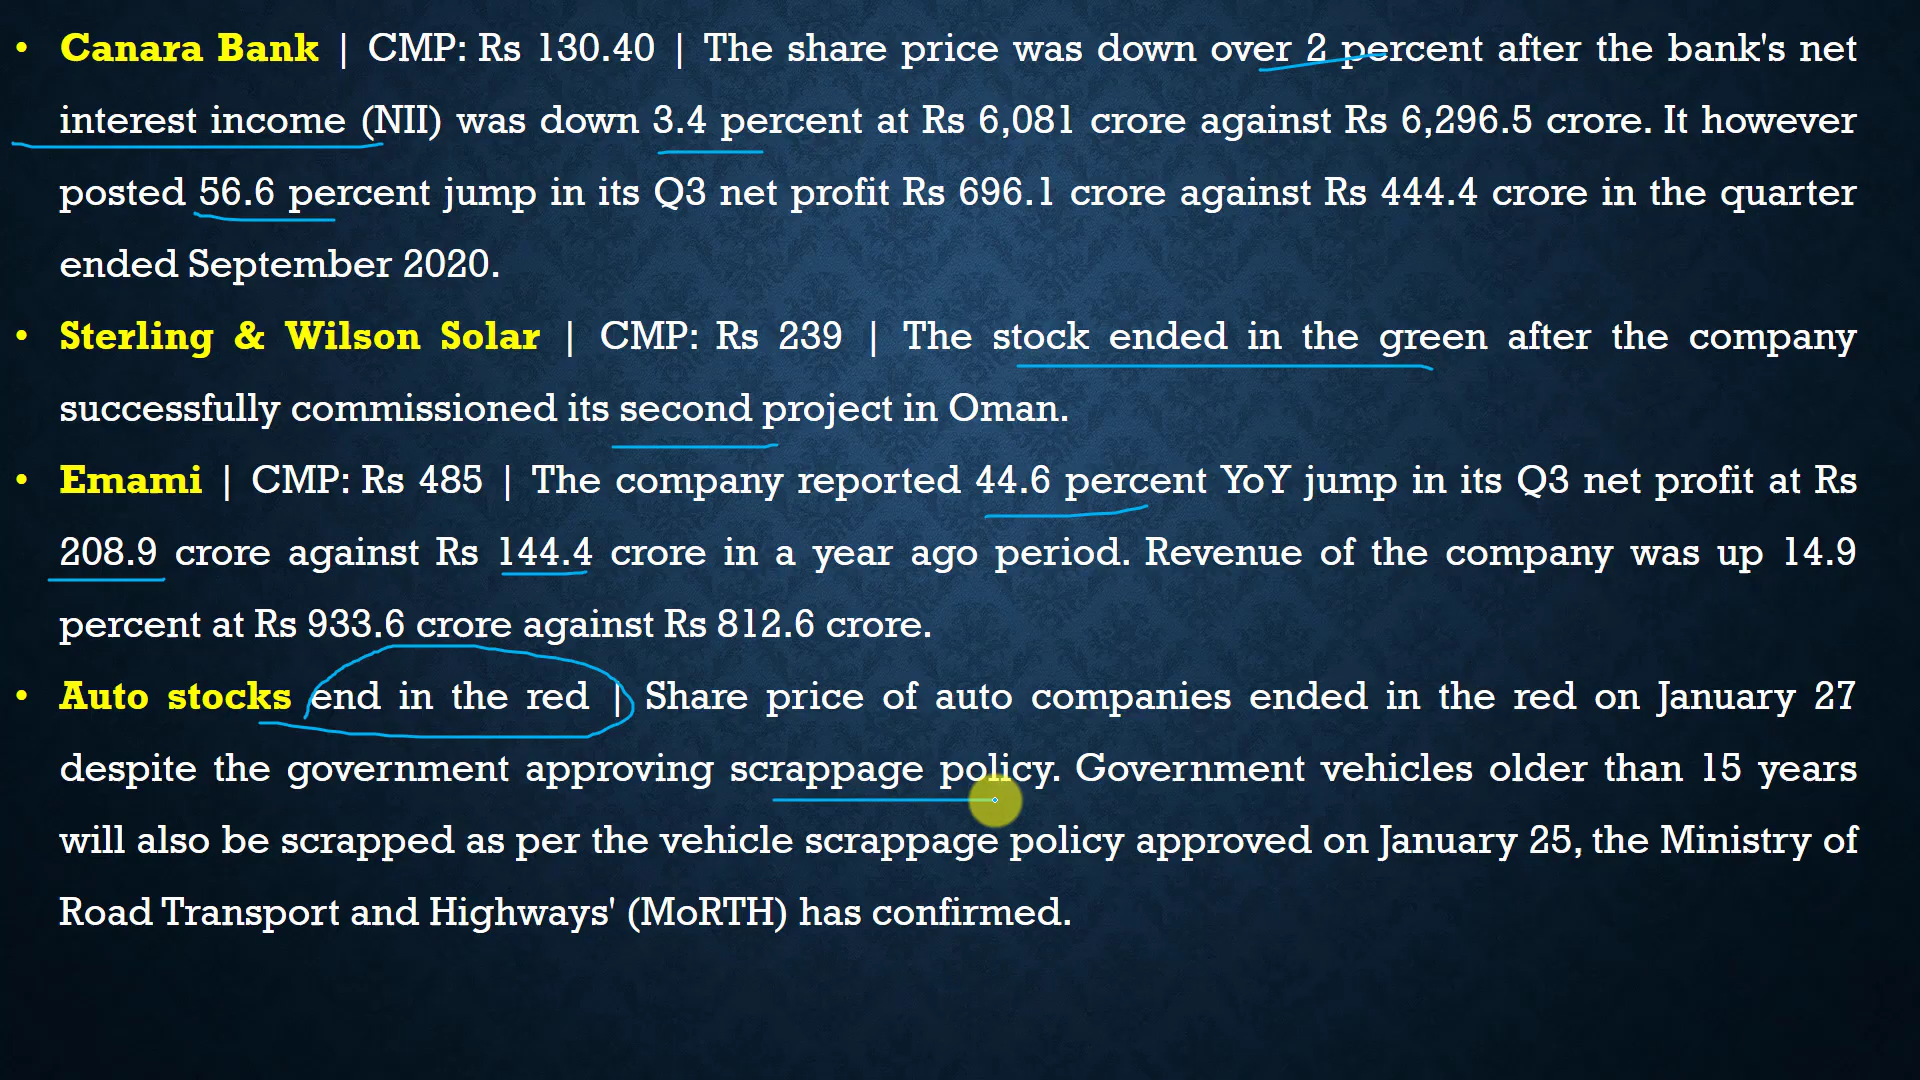 • Canara Bank | CMP: Rs 130.40 | The share price was down over 2 percent after the bank's net
interest income (NII) was down 3.4 percent at Rs 6,081 crore against Rs 6,296.5 crore. It however
posted 56.6 percent jump in its Q3 net profit Rs 696.1 crore against Rs 444.4 crore in the quarter
ended September 2020.
• Sterling & Wilson Solar | CMP: Rs 239 | The stock ended in the green after the company
successfully commissioned its second project in Oman.
• Emami | CMP: Rs 485 | The company reported 44.6 percent YoY jump in its Q3 net profit at Rs
208.9 crore against Rs 144.4 crore in a year ago period. Revenue of the company was up 14.9
percent at Rs 933.6 crore against Rs 812.6 crore.
• Auto stocks end in the red | Share price of auto companies ended in the red on January 27
despite the government approving scrappage policy. Government vehicles older than 15 years
will also be scrapped as per the vehicle scrappage policy approved on January 25, the Ministry of
Road Transport and Highways' (MoRTH) has confirmed.